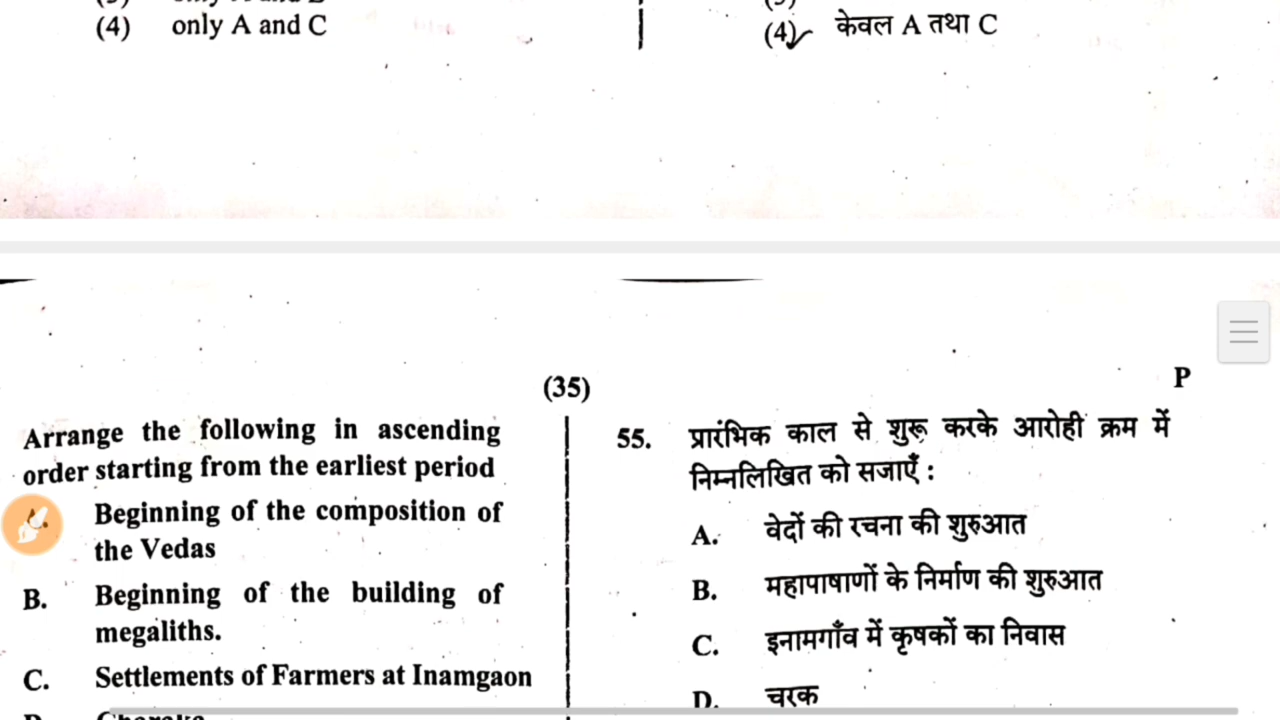 (4) only A and C
(4) केवल A तथा C
(35)
P
Arrange the following in ascending
order starting from the earliest period
Beginning of the composition of
the Vedas
B. Beginning of the building of
megaliths.
C. Settlements of Farmers at Inamgaon
55. प्रारंभिक काल से शुरू करके आरोही क्रम में
निम्नलिखित को सजाएँ :
A. वेदों की रचना की शुरुआत
B. महापाषाणों के निर्माण की शुरुआत
C. इनामगाँव में कृषकों का निवास
D. चरक